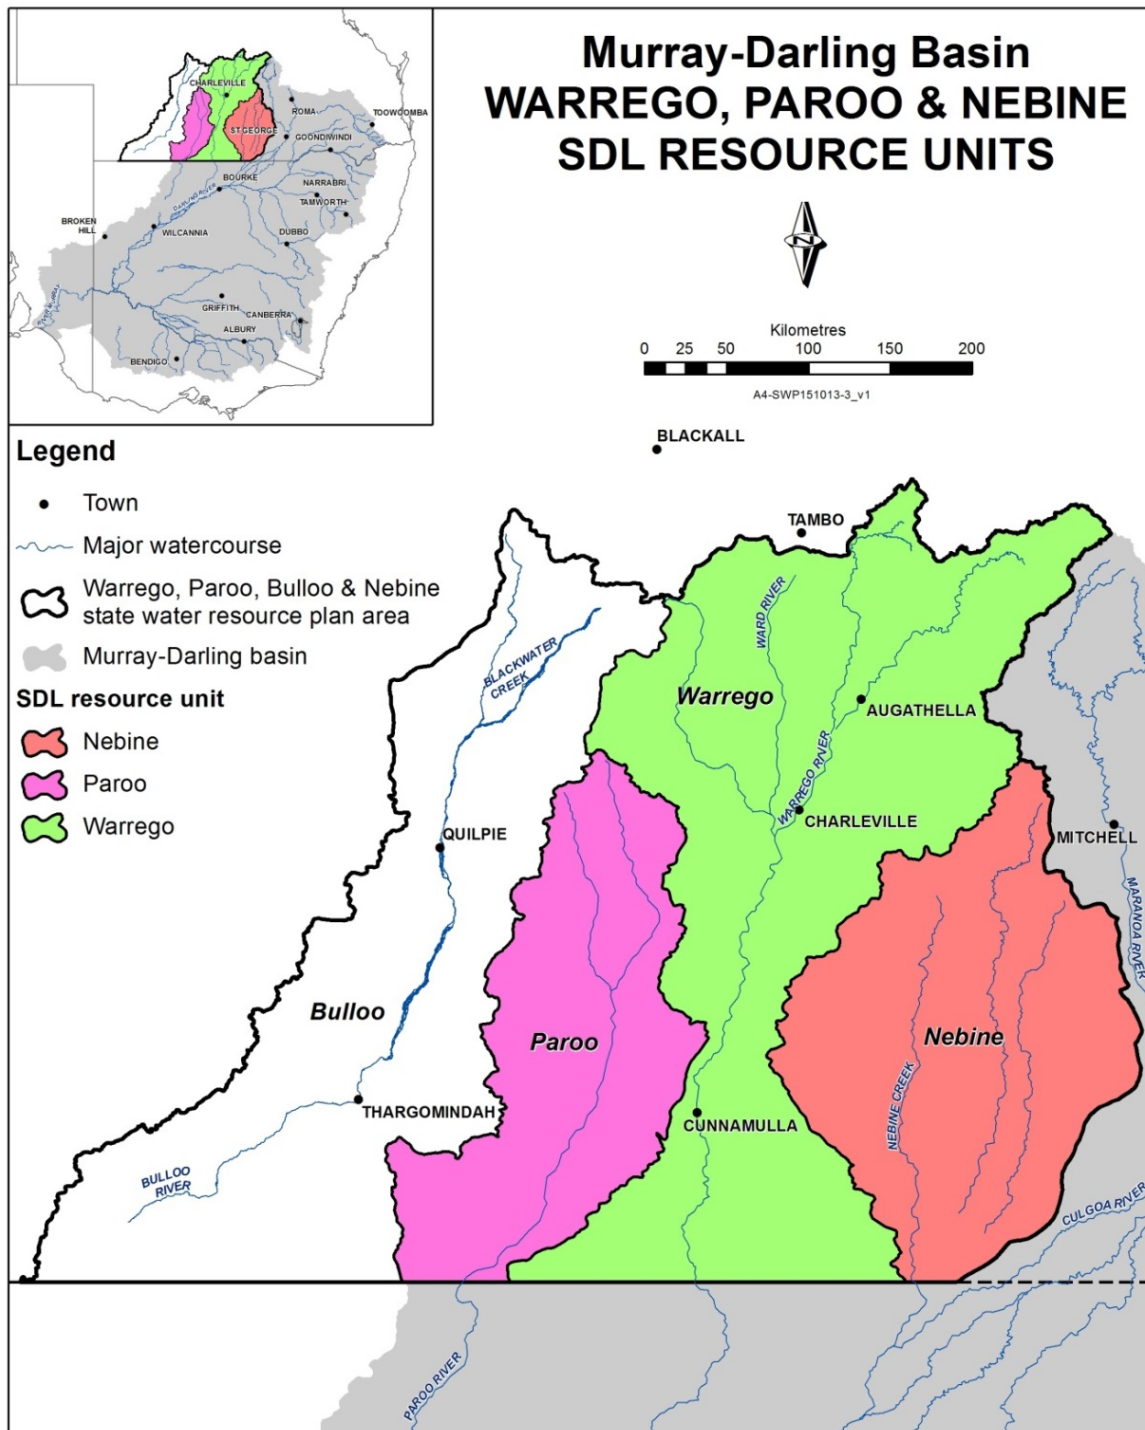 Murray-Darling Basin
WARREGO, PAROO & NEBINE
SDL RESOURCE UNITS
N
Kilometres
0 25 50 100 150 200
A4-SWP151013-3_v1
CHARLEVILLE
ROMA
TOOWOOMBA
ST GEORGE
GOONDIWINDI
BOURKE
DARLING RIVER
NARRABRI
TAMWORTH
BROKEN
HILL
WILCANNIA
DUBBO
GRIFFITH
CANBERRA
ALBURY
BENDIGO
Legend
Town
Major watercourse
Warrego, Paroo, Bulloo & Nebine
state water resource plan area
Murray-Darling basin
SDL resource unit
Nebine
Paroo
Warrego
BLACKALL
TAMBO
WARD RIVER
BLACKWATER
CREEK
Warrego
AUGATHELLA
WARREGO RIVER
CHARLEVILLE
QUILPIE
MITCHELL
MARANOA RIVER
Bulloo
Paroo
Nebine
NEBINE CREEK
THARGOMINDAH
CUNNAMULLA
BULLOO
RIVER
CULGOA RIVER
PAROO RIVER